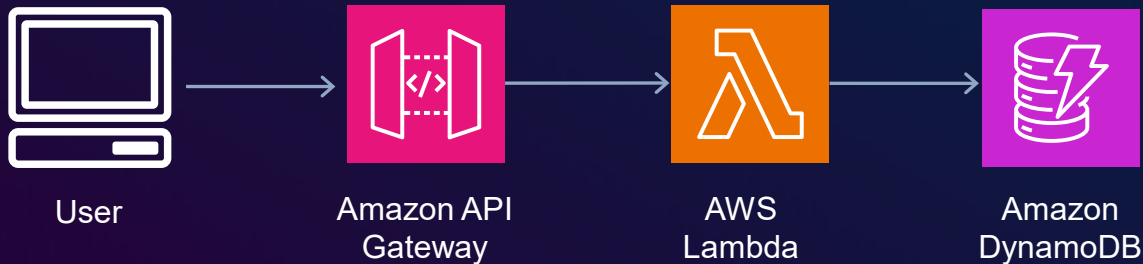 </>
User
Amazon API
Gateway
AWS
Lambda
Amazon
DynamoDB